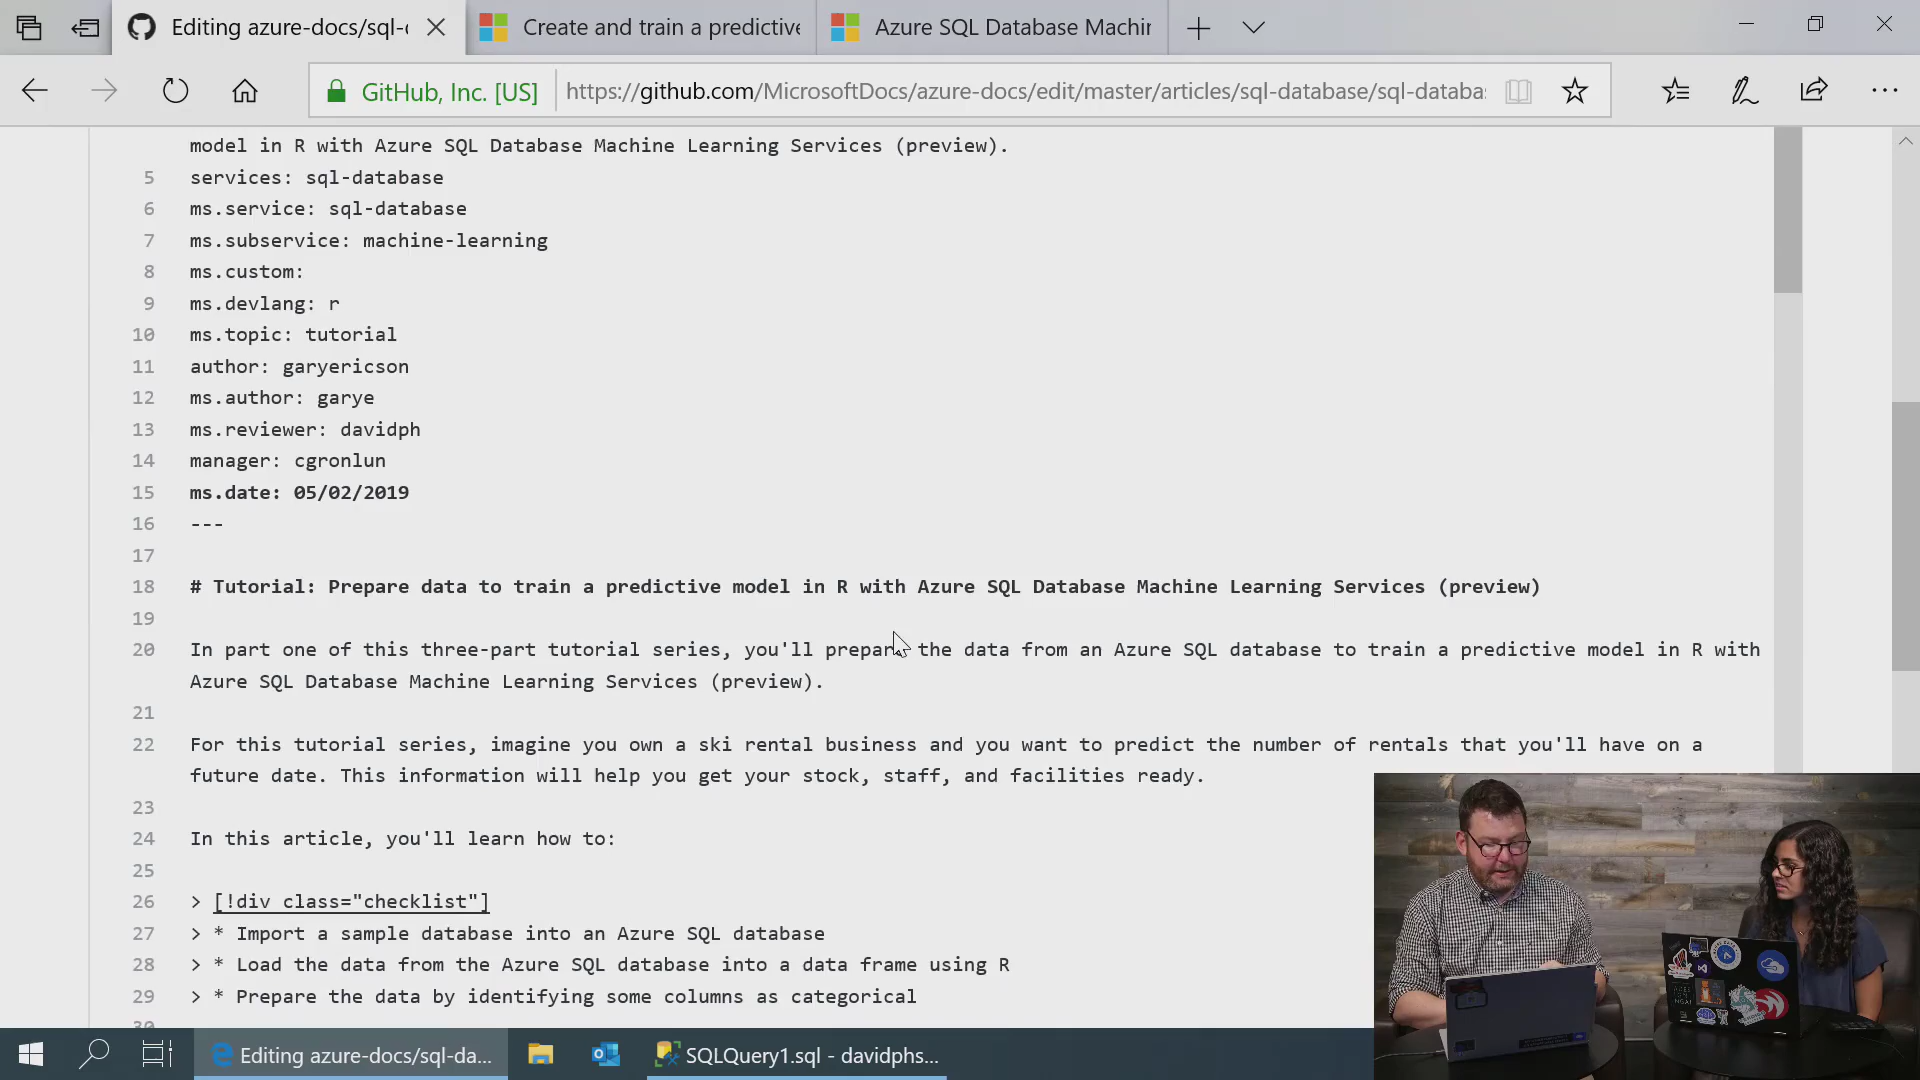 Editing azure-docs/sql-c
Create and train a predictive
Azure SQL Database Machin
GitHub, Inc. [US]
https://github.com/MicrosoftDocs/azure-docs/edit/master/articles/sql-database/sql-databa
model in R with Azure SQL Database Machine Learning Services (preview).
5 services: sql-database
6 ms.service: sql-database
7 ms.subservice: machine-learning
8 ms.custom:
9 ms.devlang: r
10 ms.topic: tutorial
11 author: garyericson
12 ms.author: garye
13 ms.reviewer: davidph
14 manager: cgronlun
15 ms.date: 05/02/2019
16 ---
17
18 # Tutorial: Prepare data to train a predictive model in R with Azure SQL Database Machine Learning Services (preview)
19
20 In part one of this three-part tutorial series, you'll prepare the data from an Azure SQL database to train a predictive model in R with
Azure SQL Database Machine Learning Services (preview).
21
22 For this tutorial series, imagine you own a ski rental business and you want to predict the number of rentals that you'll have on a
future date. This information will help you get your stock, staff, and facilities ready.
23
24 In this article, you'll learn how to:
25
26 > [!div class="checklist"]
27 > * Import a sample database into an Azure SQL database
28 > * Load the data from the Azure SQL database into a data frame using R
29 > * Prepare the data by identifying some columns as categorical
30
Editing azure-docs/sql-da...
SQLQuery1.sql - davidphs...